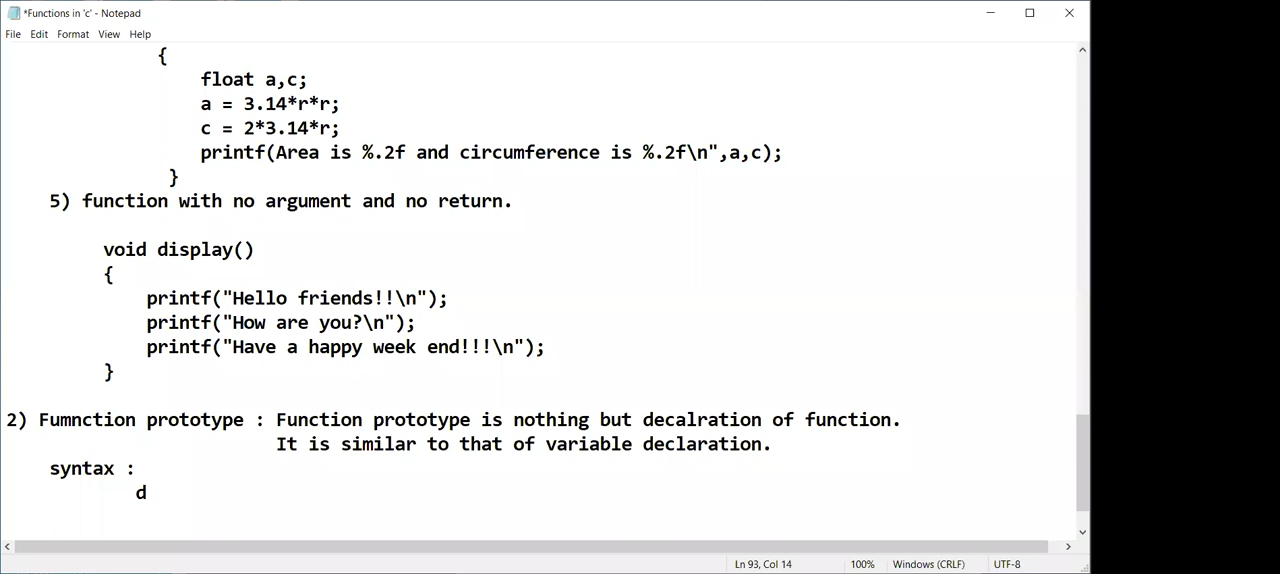 *Functions in 'c' - Notepad
File Edit Format View Help
{
float a,c;
a = 3.14*r*r;
c = 2*3.14*r;
printf(Area is %.2f and circumference is %.2f\n",a,c);
}
5) function with no argument and no return.
void display()
{
printf("Hello friends!!\n");
printf("How are you?\n");
printf("Have a happy week end!!!\n");
}
2) Fumnction prototype : Function prototype is nothing but decalration of function.
It is similar to that of variable declaration.
syntax :
d
Ln 93, Col 14 100% Windows (CRLF) UTF-8